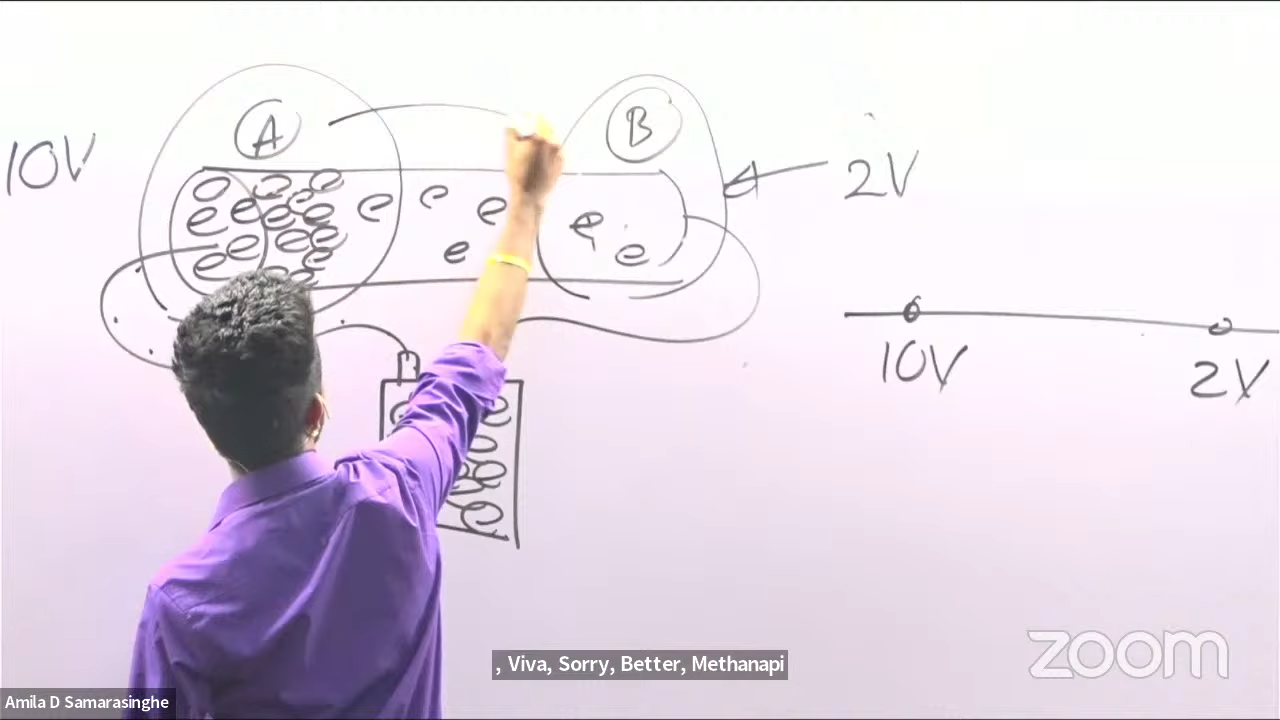 A
B
10V
2V
e e e
e e e e e e e e
e e e e e
e e e e
10V
2V
, Viva, Sorry, Better, Methanapi
zoom
Amila D Samarasinghe